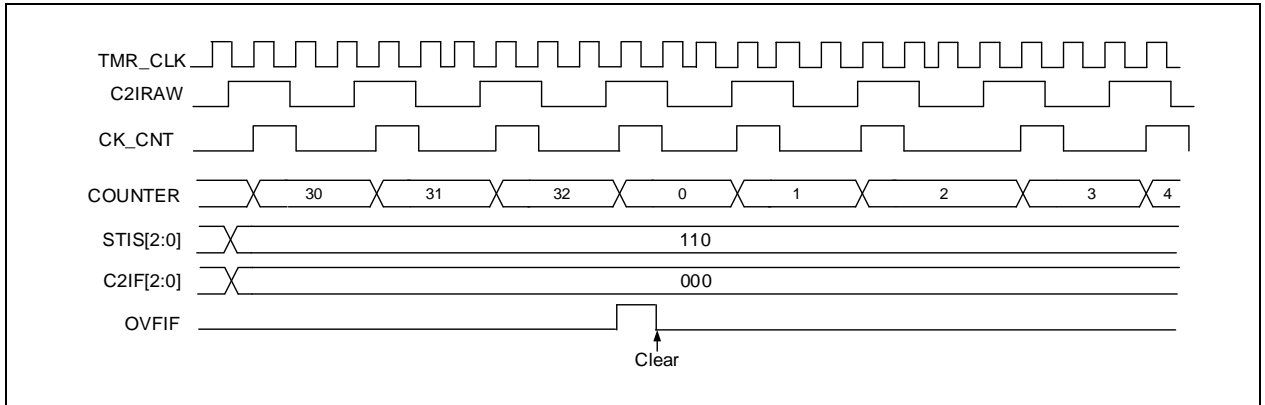 TMR_CLK
C2IRAW
CK_CNT
COUNTER 30 31 32 0 1 2 3 4
STIS[2:0] 110
C2IF[2:0] 000
OVFIF
Clear